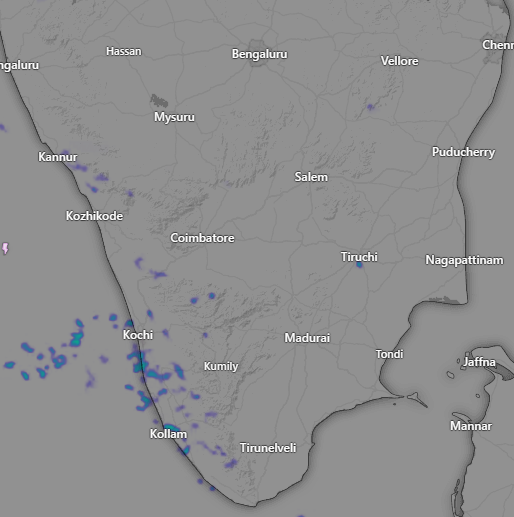 Hassan
Bengaluru
Chenn
ngaluru
Vellore
Mysuru
Kannur
Puducherry
Salem
Kozhikode
Coimbatore
Tiruchi
Nagapattinam
Kochi
Madurai
Tondi
Kumily
Jaffna
Mannar
Kollam
Tirunelveli